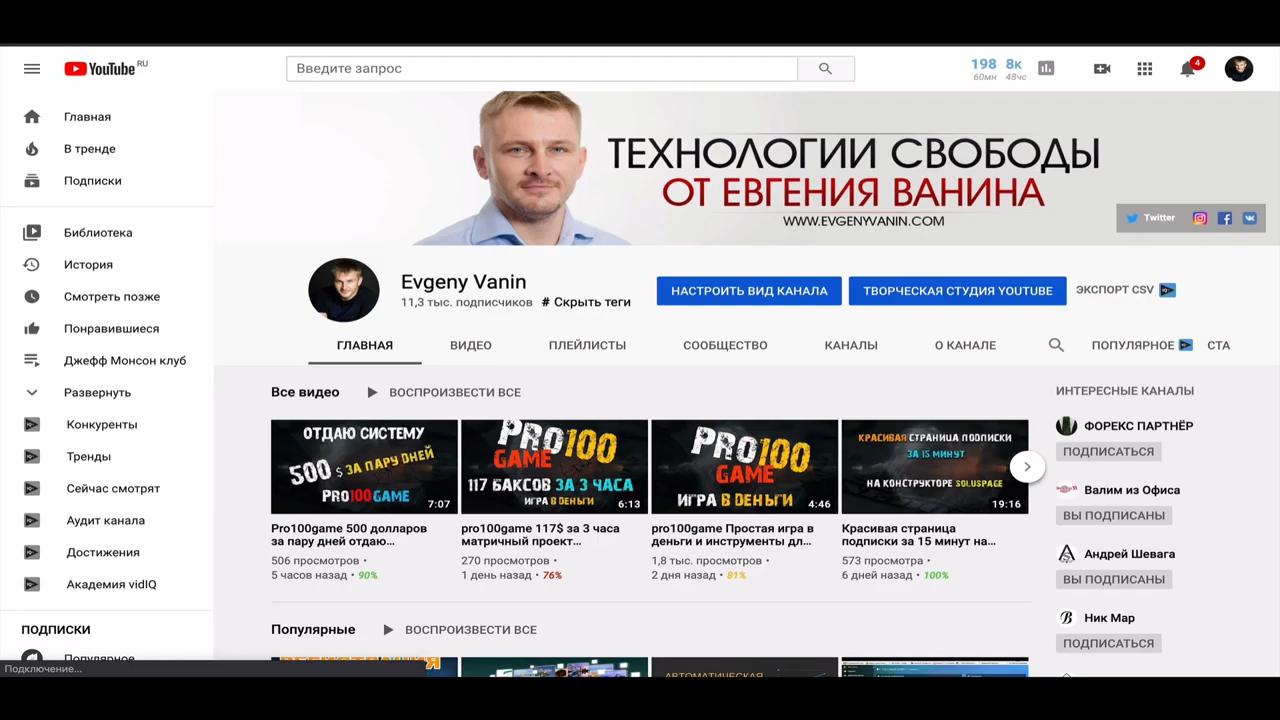 YouTube RU
Введите запрос
198 8к
60мн 48чс
4
Главная
В тренде
Подписки
Библиотека
История
Смотреть позже
Понравившиеся
Джефф Монсон клуб
Развернуть
Конкуренты
Тренды
Сейчас смотрят
Аудит канала
Достижения
Академия vidIQ
ПОДПИСКИ
Популярное
Подключение...
ТЕХНОЛОГИИ СВОБОДЫ
ОТ ЕВГЕНИЯ ВАНИНА
WWW.EVGENYVANIN.COM
Twitter
Evgeny Vanin
11,3 тыс. подписчиков # Скрыть теги
НАСТРОИТЬ ВИД КАНАЛА
ТВОРЧЕСКАЯ СТУДИЯ YOUTUBE
ЭКСПОРТ CSV
ГЛАВНАЯ ВИДЕО ПЛЕЙЛИСТЫ СООБЩЕСТВО КАНАЛЫ О КАНАЛЕ ПОПУЛЯРНОЕ СТА
Все видео ВОСПРОИЗВЕСТИ ВСЕ
ОТДАЮ СИСТЕМУ
500 $ ЗА ПАРУ ДНЕЙ
PRO100GAME
7:07
Pro100game 500 долларов
за пару дней отдаю...
506 просмотров •
5 часов назад • 90%
PRO100
GAME
117 БАКСОВ ЗА 3 ЧАСА
ИГРА В ДЕНЬГИ
6:13
pro100game 117$ за 3 часа
матричный проект...
270 просмотров •
1 день назад • 76%
PRO100
GAME
ИГРА В ДЕНЬГИ
4:46
pro100game Простая игра в
деньги и инструменты дл...
1,8 тыс. просмотров •
2 дня назад • 81%
КРАСИВАЯ СТРАНИЦА ПОДПИСКИ
ЗА 15 МИНУТ
НА КОНСТРУКТОРЕ SOLUSPAGE
19:16
Красивая страница
подписки за 15 минут на...
573 просмотра •
6 дней назад • 100%
Популярные ВОСПРОИЗВЕСТИ ВСЕ
АВТОМАТИЧЕСКАЯ
ИНТЕРЕСНЫЕ КАНАЛЫ
ФОРЕКС ПАРТНЁР
ПОДПИСАТЬСЯ
Валим из Офиса
ВЫ ПОДПИСАНЫ
Андрей Шевага
ВЫ ПОДПИСАНЫ
Ник Мар
ПОДПИСАТЬСЯ